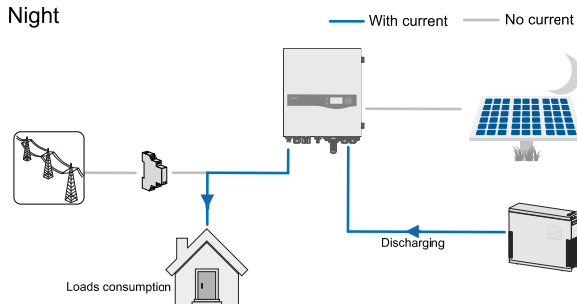 Night
With current
No current
Discharging
Loads consumption